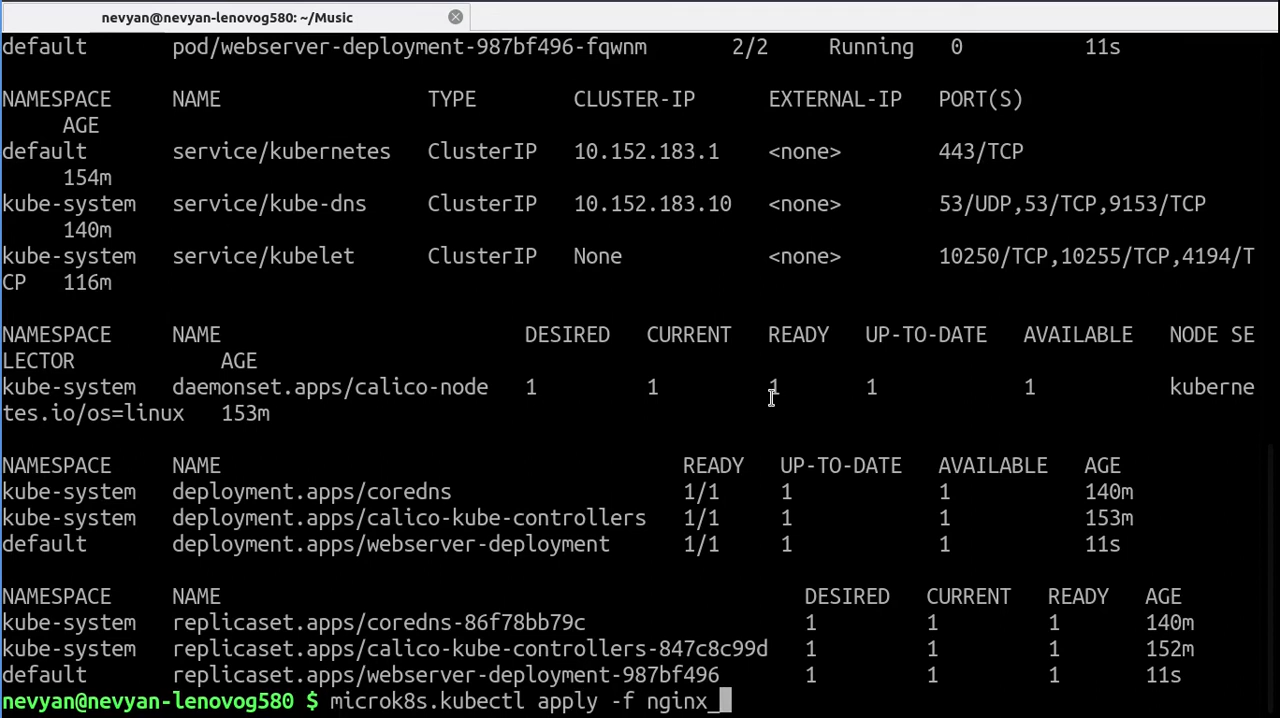 nevyan@nevyan-lenovog580: ~/Music
default pod/webserver-deployment-987bf496-fqwnm 2/2 Running 0 11s
NAMESPACE NAME TYPE CLUSTER-IP EXTERNAL-IP PORT(S)
AGE
default service/kubernetes ClusterIP 10.152.183.1 <none> 443/TCP
154m
kube-system service/kube-dns ClusterIP 10.152.183.10 <none> 53/UDP,53/TCP,9153/TCP
140m
kube-system service/kubelet ClusterIP None <none> 10250/TCP,10255/TCP,4194/T
CP 116m
NAMESPACE NAME DESIRED CURRENT READY UP-TO-DATE AVAILABLE NODE SE
LECTOR AGE
kube-system daemonset.apps/calico-node 1 1 1 1 1 kuberne
tes.io/os=linux 153m
NAMESPACE NAME READY UP-TO-DATE AVAILABLE AGE
kube-system deployment.apps/coredns 1/1 1 1 140m
kube-system deployment.apps/calico-kube-controllers 1/1 1 1 153m
default deployment.apps/webserver-deployment 1/1 1 1 11s
NAMESPACE NAME DESIRED CURRENT READY AGE
kube-system replicaset.apps/coredns-86f78bb79c 1 1 1 140m
kube-system replicaset.apps/calico-kube-controllers-847c8c99d 1 1 1 152m
default replicaset.apps/webserver-deployment-987bf496 1 1 1 11s
nevyan@nevyan-lenovog580 $ microk8s.kubectl apply -f nginx_